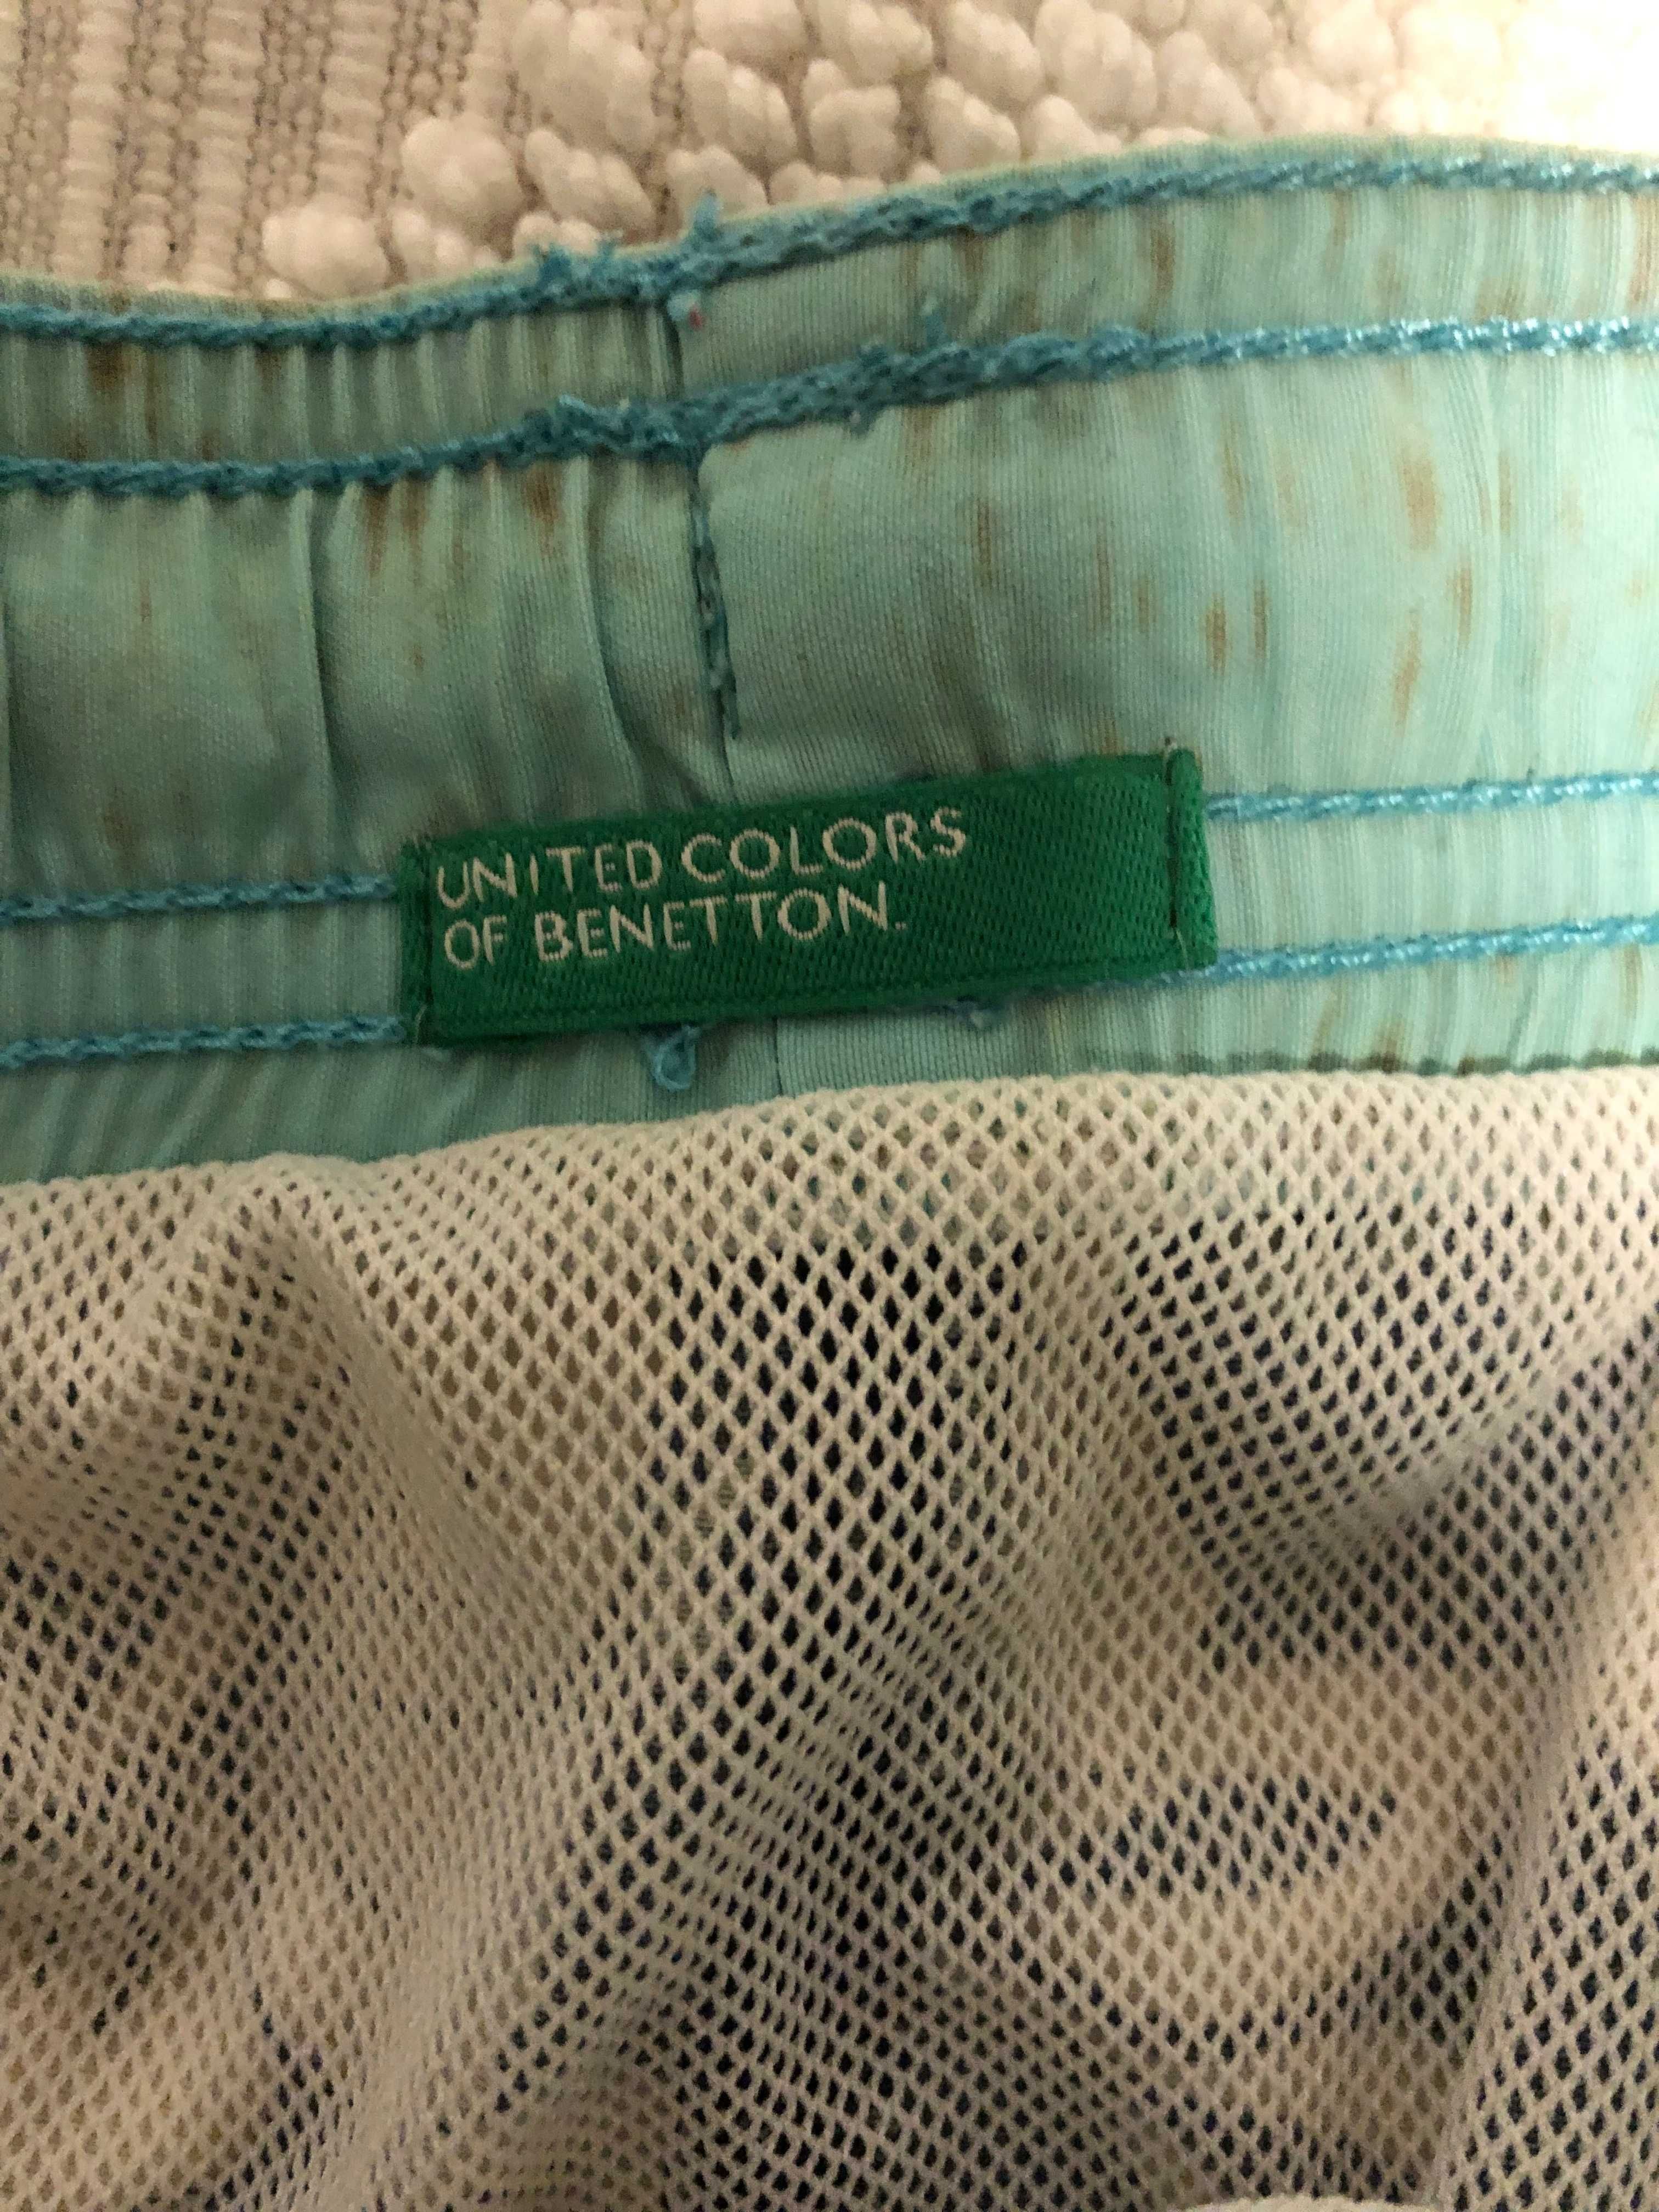 UNITED COLORS
OF BENETTON.